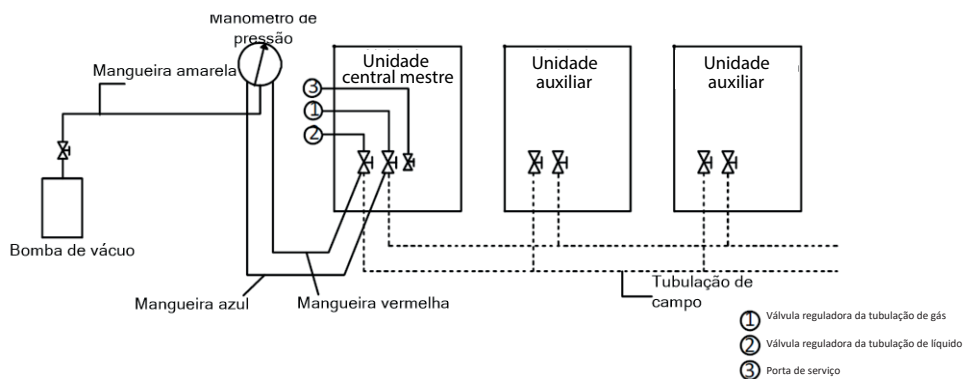 Manômetro de
pressão
Mangueira amarela
Unidade
central mestre
Unidade
auxiliar
Unidade
auxiliar
3
1
2
Bomba de vácuo
Mangueira azul
Mangueira vermelha
Tubulação de
campo
1 Válvula reguladora da tubulação de gás
2 Válvula reguladora da tubulação de líquido
3 Porta de serviço